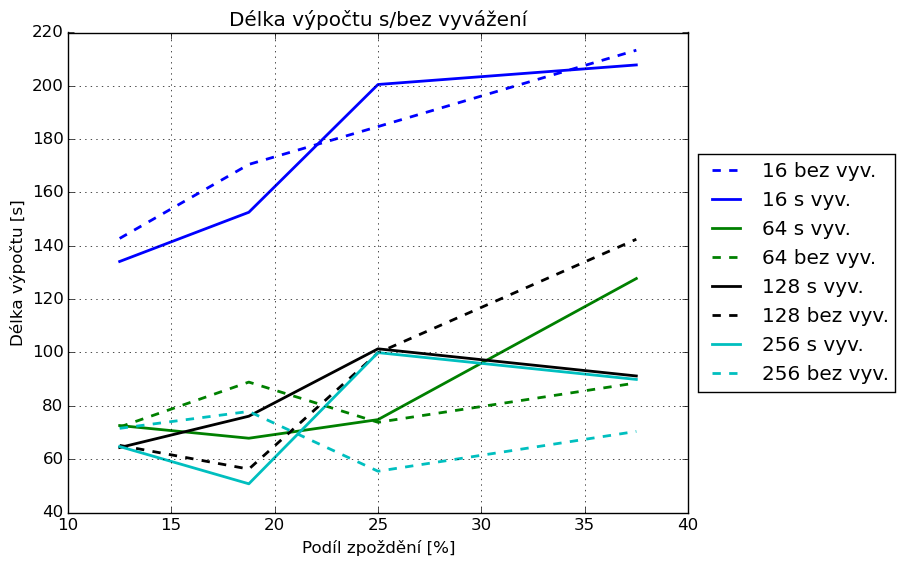 Délka výpočtu s/bez vyvážení
220
200
180
160
140
120
100
80
60
40
Délka výpočtu [s]
10 15 20 25 30 35 40
Podíl zpoždění [%]
16 bez vyv.
16 s vyv.
64 s vyv.
64 bez vyv.
128 s vyv.
128 bez vyv.
256 s vyv.
256 bez vyv.